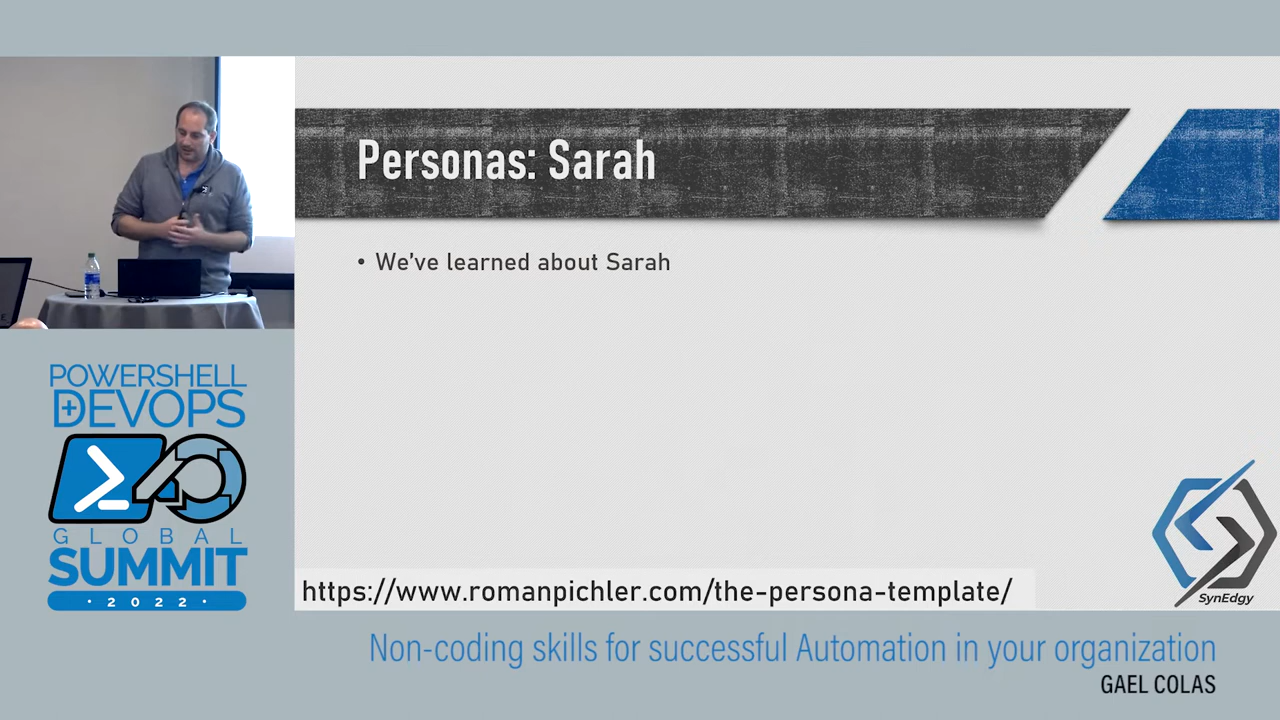 Personas: Sarah
• We've learned about Sarah
https://www.romanpichler.com/the-persona-template/
SynEdgy
POWERSHELL
+ DEVOPS
GLOBAL
SUMMIT
· 2022 ·
Non-coding skills for successful Automation in your organization
GAEL COLAS